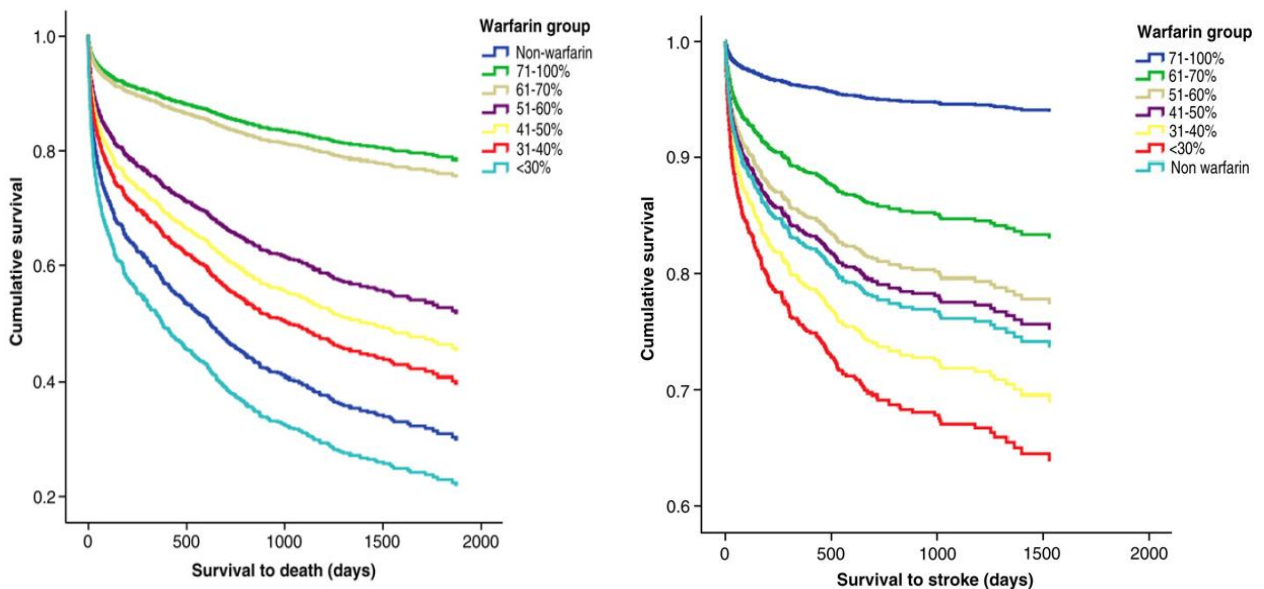 Warfarin group
Non-warfarin
71-100%
61-70%
51-60%
41-50%
31-40%
<30%
1.0
0.8
0.6
0.4
0.2
Cumulative survival
0 500 1000 1500 2000
Survival to death (days)
Warfarin group
71-100%
61-70%
51-60%
41-50%
31-40%
<30%
Non warfarin
1.0
0.9
0.8
0.7
0.6
Cumulative survival
0 500 1000 1500 2000
Survival to stroke (days)